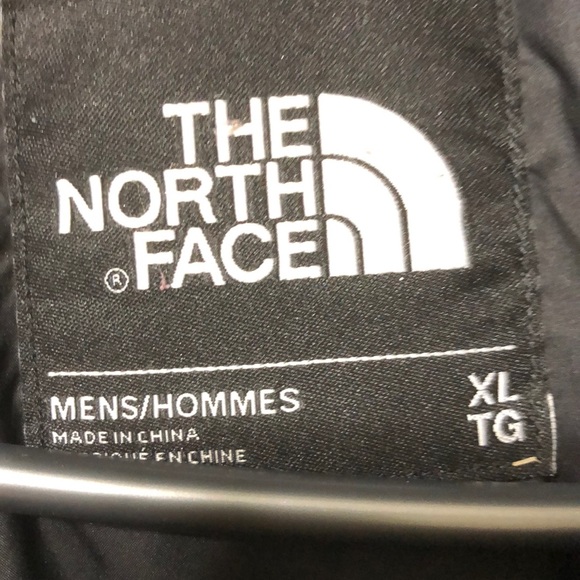 THE
NORTH
FACE
®
MENS/HOMMES
XL
MADE IN CHINA
TG
EN CHINE